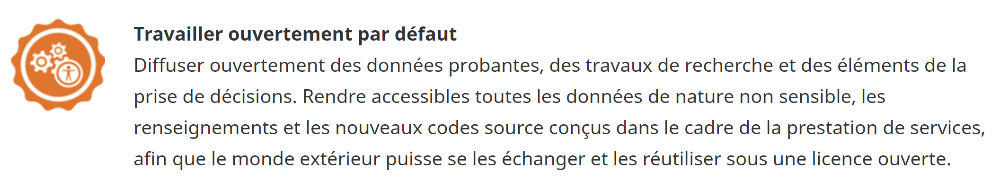 Travailler ouvertement par défaut
Diffuser ouvertement des données probantes, des travaux de recherche et des éléments de la
prise de décisions. Rendre accessibles toutes les données de nature non sensible, les
renseignements et les nouveaux codes source conçus dans le cadre de la prestation de services,
afin que le monde extérieur puisse se les échanger et les réutiliser sous une licence ouverte.